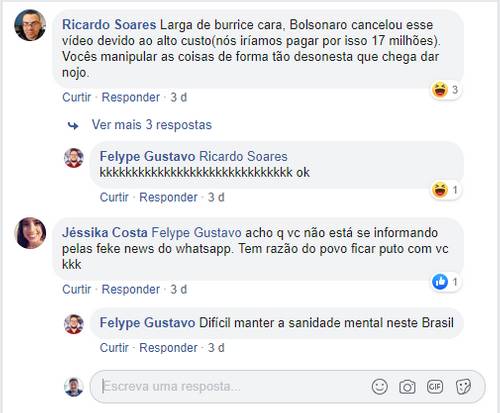 Ricardo Soares Larga de burrice cara, Bolsonaro cancelou esse
vídeo devido ao alto custo(nós iríamos pagar por isso 17 milhões).
Vocês manipular as coisas de forma tão desonesta que chega dar
nojo.
3
Curtir · Responder · 3 d
Ver mais 3 respostas
Felype Gustavo Ricardo Soares
kkkkkkkkkkkkkkkkkkkkkkkkkkkkkk ok
1
Curtir · Responder · 3 d
Jéssika Costa Felype Gustavo acho q vc não está se informando
pelas feke news do whatsapp. Tem razão do povo ficar puto com vc
kkk
1
Curtir · Responder · 3 d
Felype Gustavo Difícil manter a sanidade mental neste Brasil
Curtir · Responder · 3 d
Escreva uma resposta...
GIF